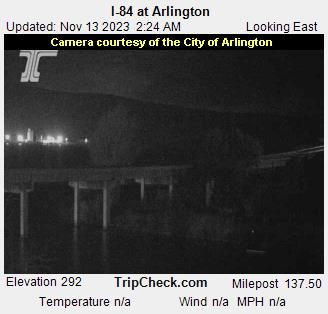 I-84 at Arlington
Updated: Nov 13 2023 2:24 AM Looking East
Camera courtesy of the City of Arlington
Elevation 292 TripCheck.com Milepost 137.50
Temperature n/a Wind n/a MPH n/a